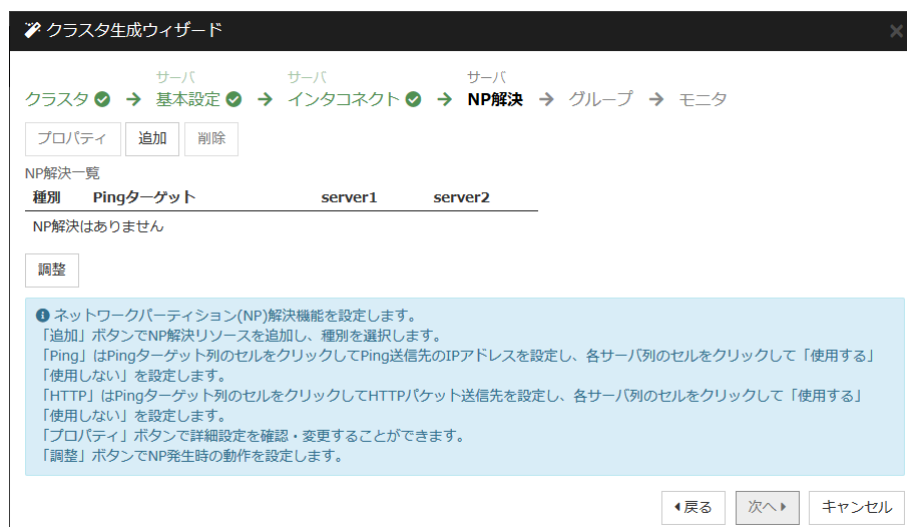 クラスタ生成ウィザード ×
サーバ サーバ サーバ
クラスタ → 基本設定 → インタコネクト → NP解決 → グループ → モニタ
プロパティ 追加 削除
NP解決一覧
種別 Pingターゲット server1 server2
NP解決はありません
調整
ネットワークパーティション(NP)解決機能を設定します。
「追加」ボタンでNP解決リソースを追加し、種別を選択します。
「Ping」はPingターゲット列のセルをクリックしてPing送信先のIPアドレスを設定し、各サーバ列のセルをクリックして「使用する」
「使用しない」を設定します。
「HTTP」はPingターゲット列のセルをクリックしてHTTPパケット送信先を設定し、各サーバ列のセルをクリックして「使用する」
「使用しない」を設定します。
「プロパティ」ボタンで詳細設定を確認・変更することができます。
「調整」ボタンでNP発生時の動作を設定します。
戻る 次へ キャンセル